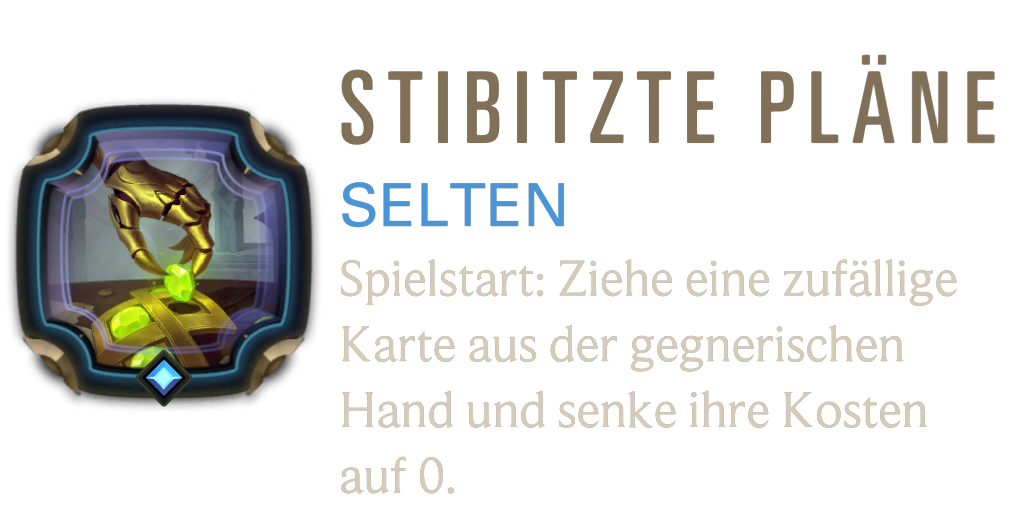 STIBITZTE PLÄNE
SELTEN
Spielstart: Ziehe eine zufällige
Karte aus der gegnerischen
Hand und senke ihre Kosten
auf 0.